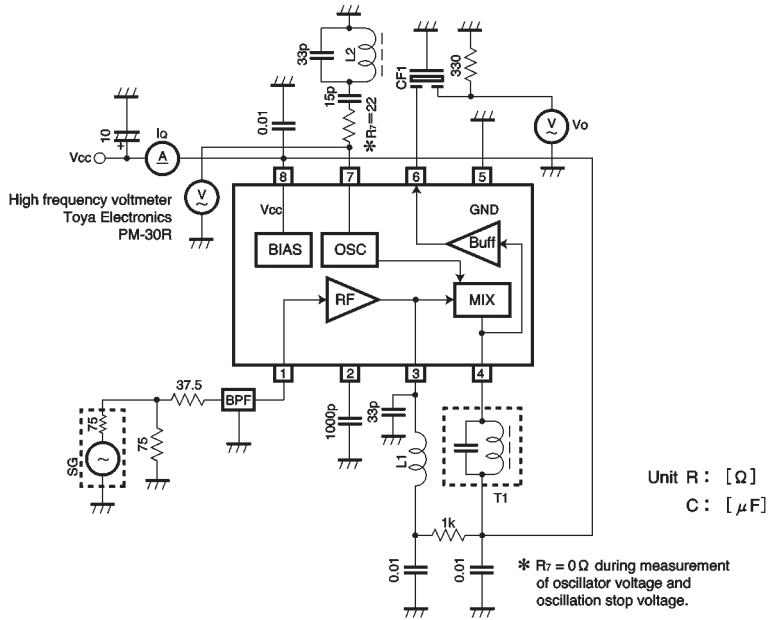 33p
L2
15p
R7=22
*
0.01
CF1
330
V
Vo
10
+
Vcc
IQ
A
V
High frequency voltmeter
Toya Electronics
PM-30R
8
7
6
5
Vcc
GND
BIAS
OSC
Buff
RF
MIX
1
2
3
4
37.5
BPF
75
75
SG
1000p
33p
L1
T1
1k
0.01
0.01
Unit R : [Ω]
C : [μF]
* R7 = 0 Ω during measurement
of oscillator voltage and
oscillation stop voltage.